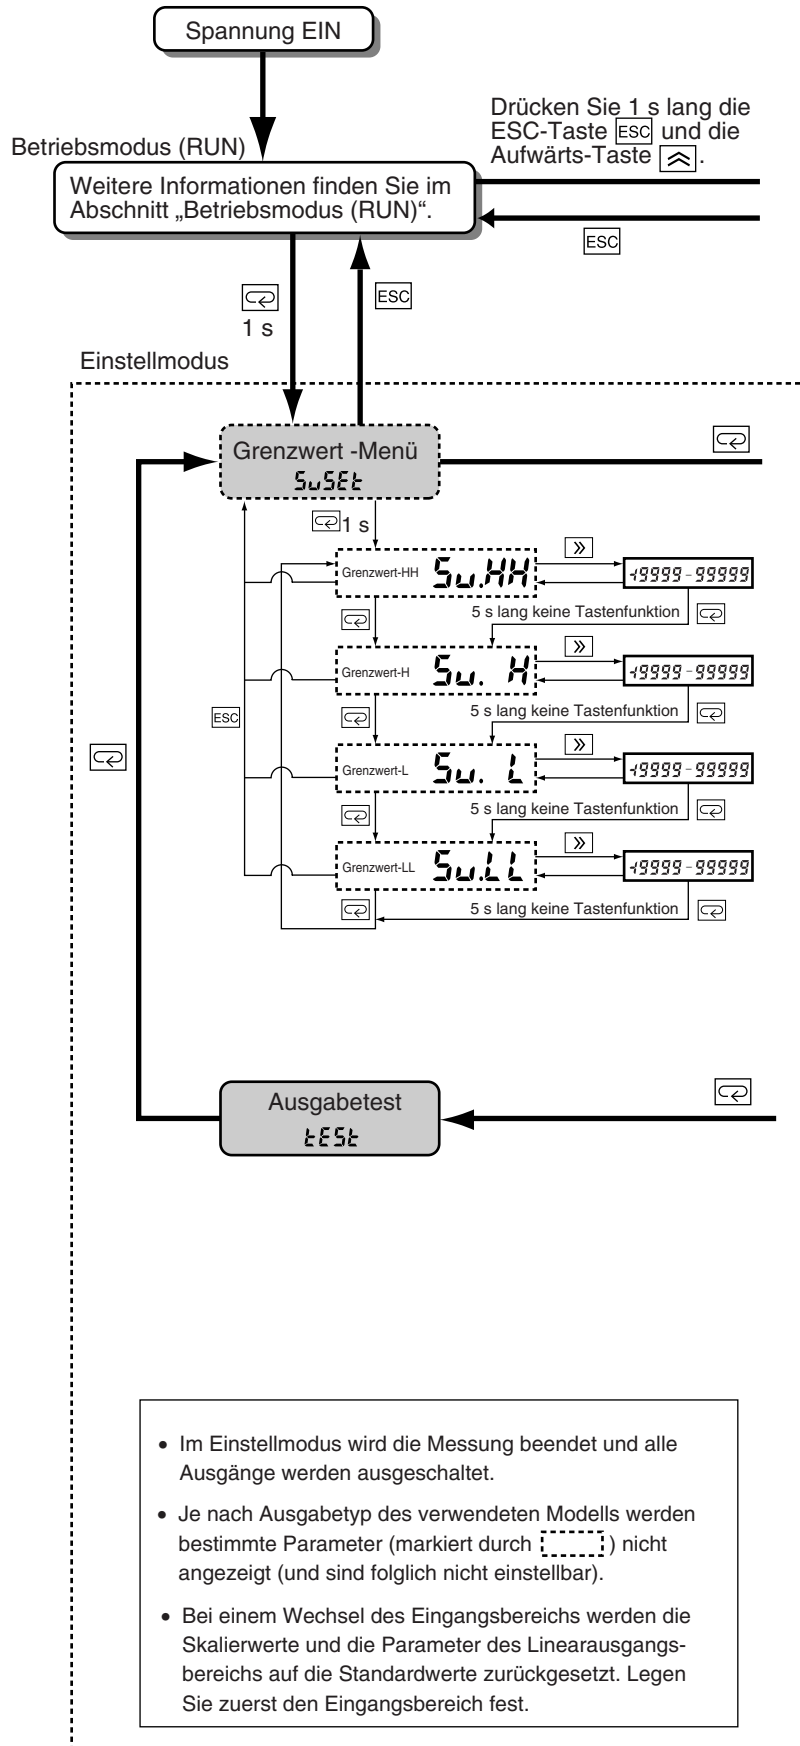 Spannung EIN
Drücken Sie 1 s lang die
ESC-Taste ESC und die
Aufwärts-Taste .
Betriebsmodus (RUN)
Weitere Informationen finden Sie im
Abschnitt „Betriebsmodus (RUN)“.
ESC
ESC
1 s
Einstellmodus
Grenzwert -Menü
SuSEt
1 s
Grenzwert-HH Su.HH -19999-99999
5 s lang keine Tastenfunktion
Grenzwert-H Su. H -19999-99999
5 s lang keine Tastenfunktion
ESC
Grenzwert-L Su. L -19999-99999
5 s lang keine Tastenfunktion
Grenzwert-LL Su.LL -19999-99999
5 s lang keine Tastenfunktion
Ausgabetest
tESt
• Im Einstellmodus wird die Messung beendet und alle
Ausgänge werden ausgeschaltet.
• Je nach Ausgabetyp des verwendeten Modells werden
bestimmte Parameter (markiert durch ) nicht
angezeigt (und sind folglich nicht einstellbar).
• Bei einem Wechsel des Eingangsbereichs werden die
Skalierwerte und die Parameter des Linearausgangs-
bereichs auf die Standardwerte zurückgesetzt. Legen
Sie zuerst den Eingangsbereich fest.